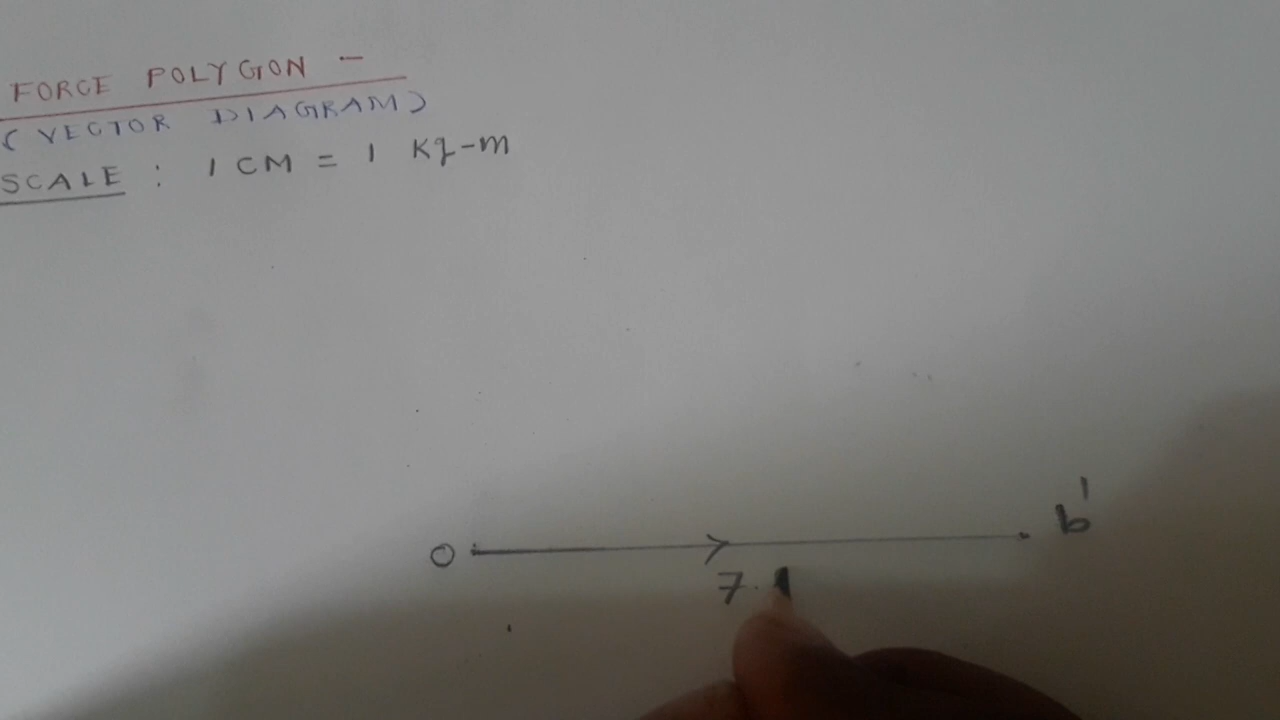 FORCE POLYGON -
(VECTOR DIAGRAM)
SCALE : 1 CM = 1 Kg-m
O b'
7.